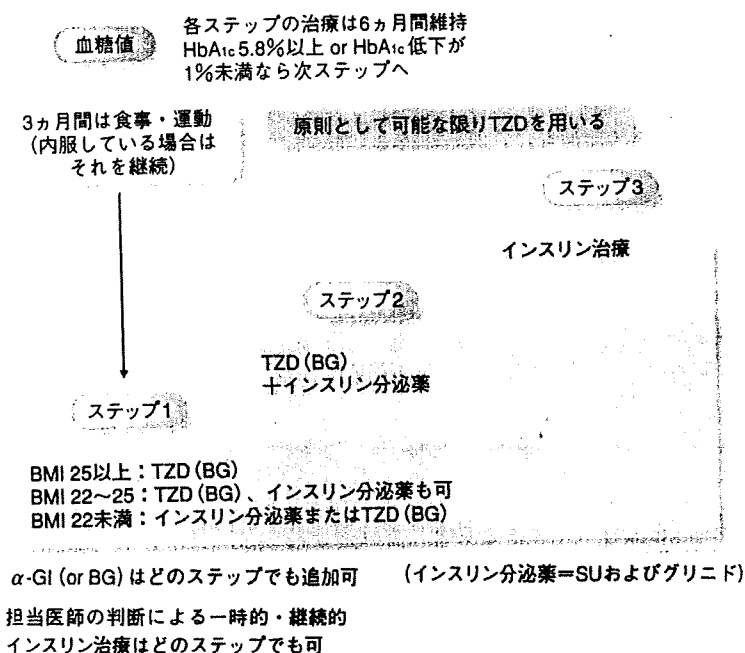 血糖値
各ステップの治療は6ヵ月間維持
HbA1c 5.8%以上 or HbA1c 低下が
1%未満なら次ステップへ
3ヵ月間は食事・運動
(内服している場合は
それを継続)
原則として可能な限りTZDを用いる
ステップ3
インスリン治療
ステップ2
TZD (BG)
+インスリン分泌薬
ステップ1
BMI 25以上:TZD (BG)
BMI 22〜25:TZD (BG)、インスリン分泌薬も可
BMI 22未満:インスリン分泌薬またはTZD (BG)
α-GI (or BG) はどのステップでも追加可
(インスリン分泌薬=SUおよびグリニド)
担当医師の判断による一時的・継続的
インスリン治療はどのステップでも可